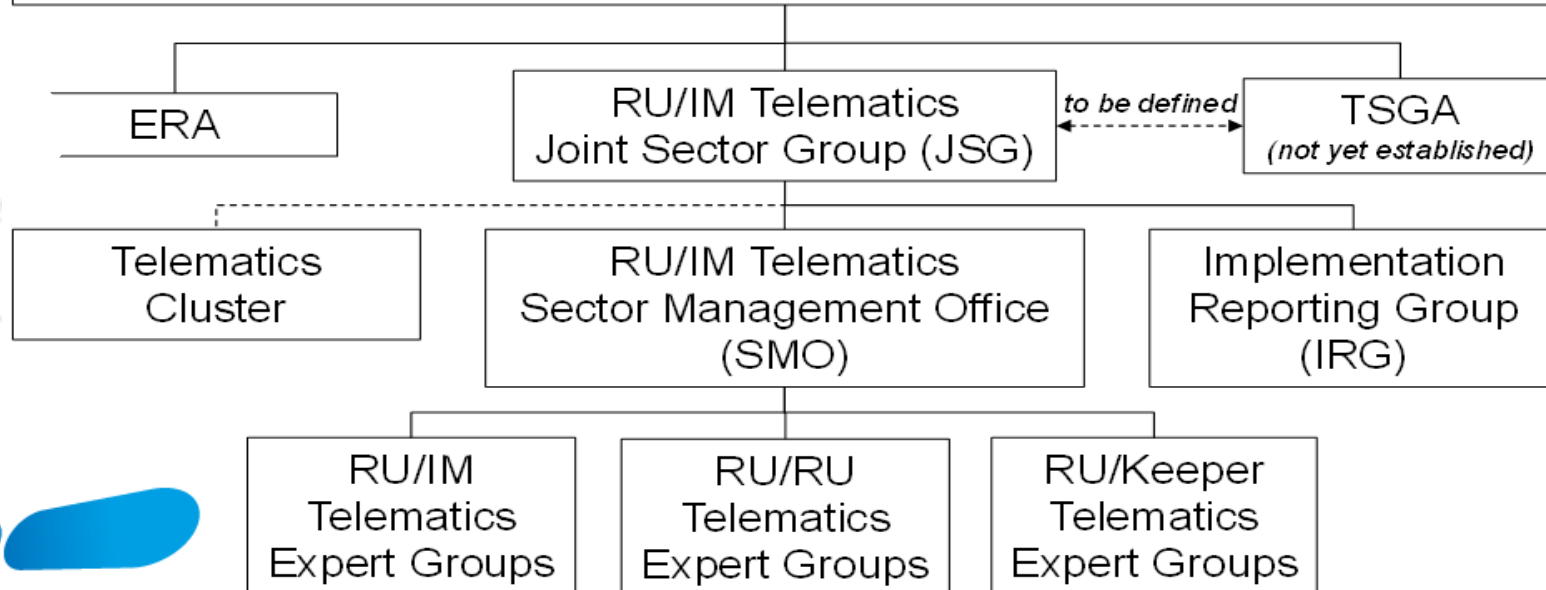 ERA
RU/IM Telematics
Joint Sector Group (JSG)
to be defined
TSGA
(not yet established)
Telematics
Cluster
RU/IM Telematics
Sector Management Office
(SMO)
Implementation
Reporting Group
(IRG)
RU/IM
Telematics
Expert Groups
RU/RU
Telematics
Expert Groups
RU/Keeper
Telematics
Expert Groups